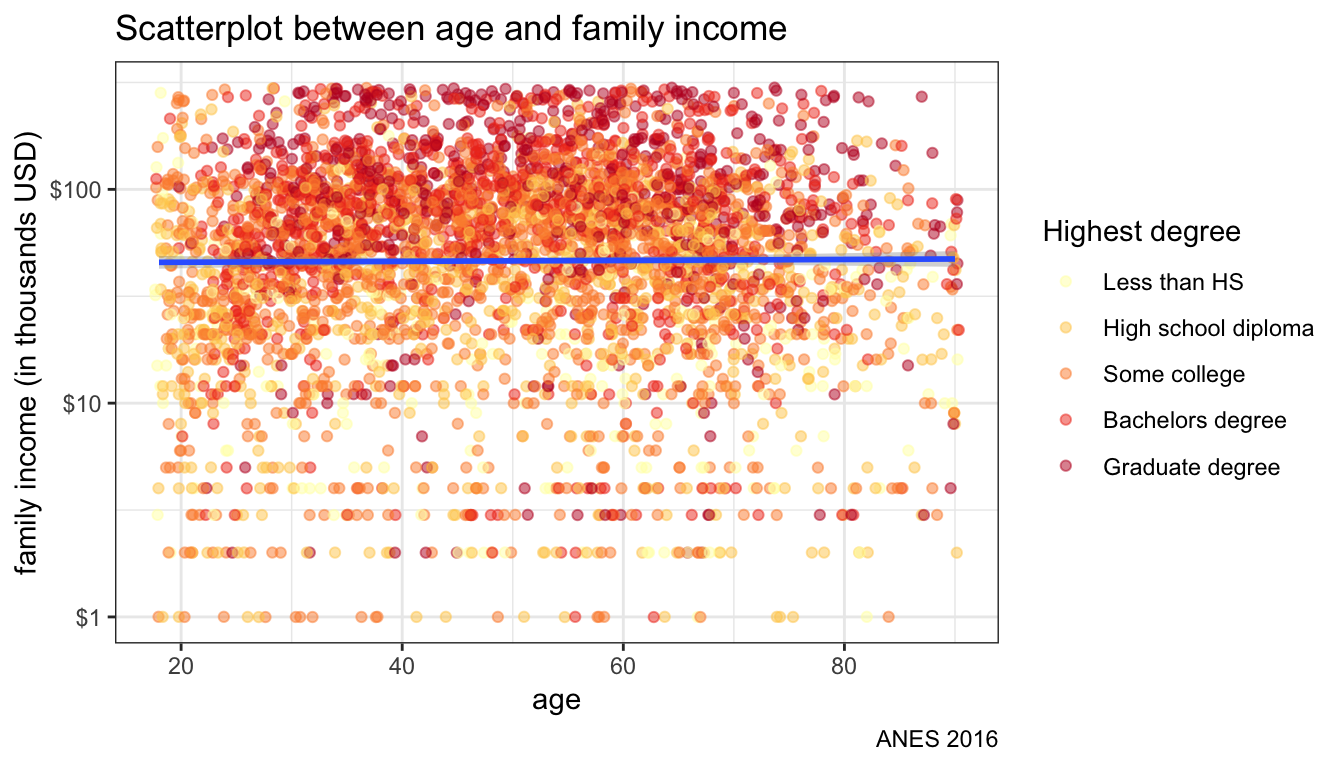 Scatterplot between age and family income
family income (in thousands USD)
$100
$10
$1
20 40 60 80
age
Highest degree
Less than HS
High school diploma
Some college
Bachelors degree
Graduate degree
ANES 2016